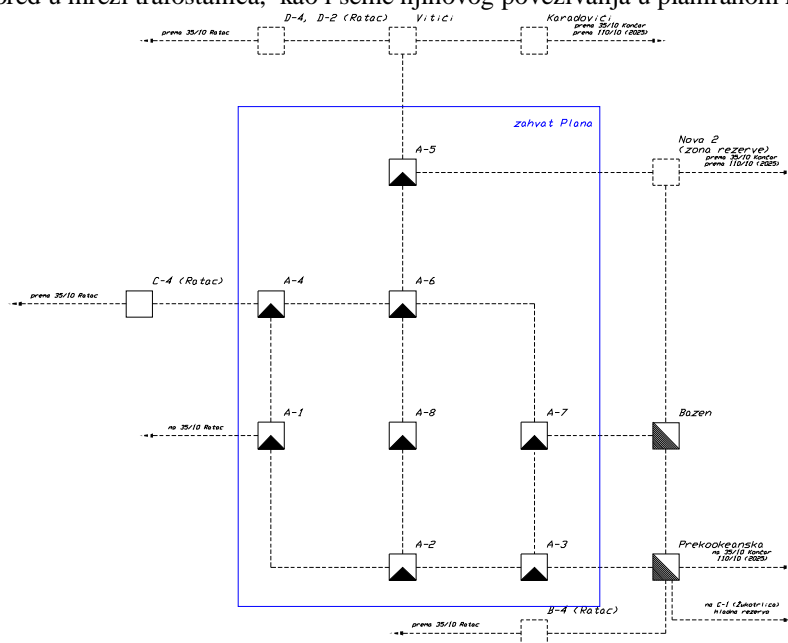 u mreži trafostanica, kao i šeme njihovog povezivanja u planiranom
D-4, D-2 (Ratac)
Vitići
Karadovići
prema 35/10 Ratac
prema 35/10 Končar
prema 110/10 (2025)
zahvat Plana
A-5
Nova 2
(zona rezerve)
prema 35/10 Končar
prema 110/10 (2025)
C-4 (Ratac)
A-4
A-6
prema 35/10 Ratac
A-1
A-8
A-7
Bazen
na 35/10 Ratac
A-2
A-3
Prekookeanska
na 35/10 Končar
110/10 (2025)
na C-1 (Žukotrlica)
hladna rezerva
B-4 (Ratac)
prema 35/10 Ratac